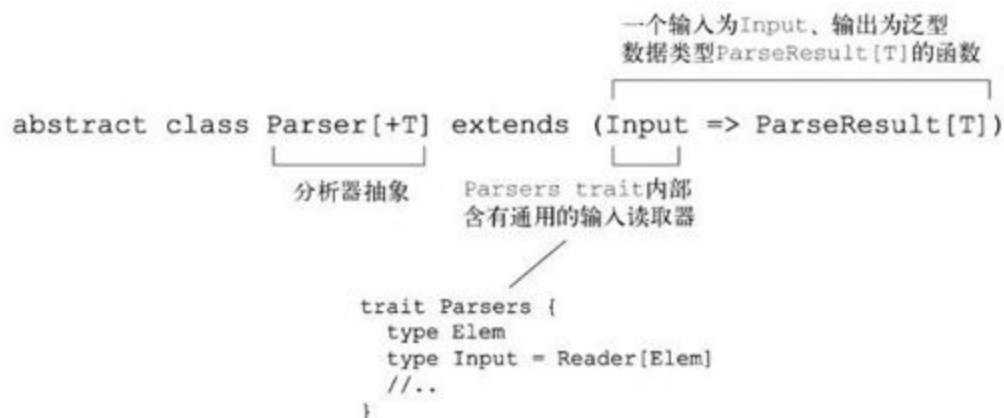 一个输入为Input、输出为泛型
数据类型ParseResult[T]的函数
abstract class Parser[+T] extends (Input => ParseResult[T])
分析器抽象
Parsers trait内部
含有通用的输入读取器
trait Parsers {
type Elem
type Input = Reader[Elem]
//..
}